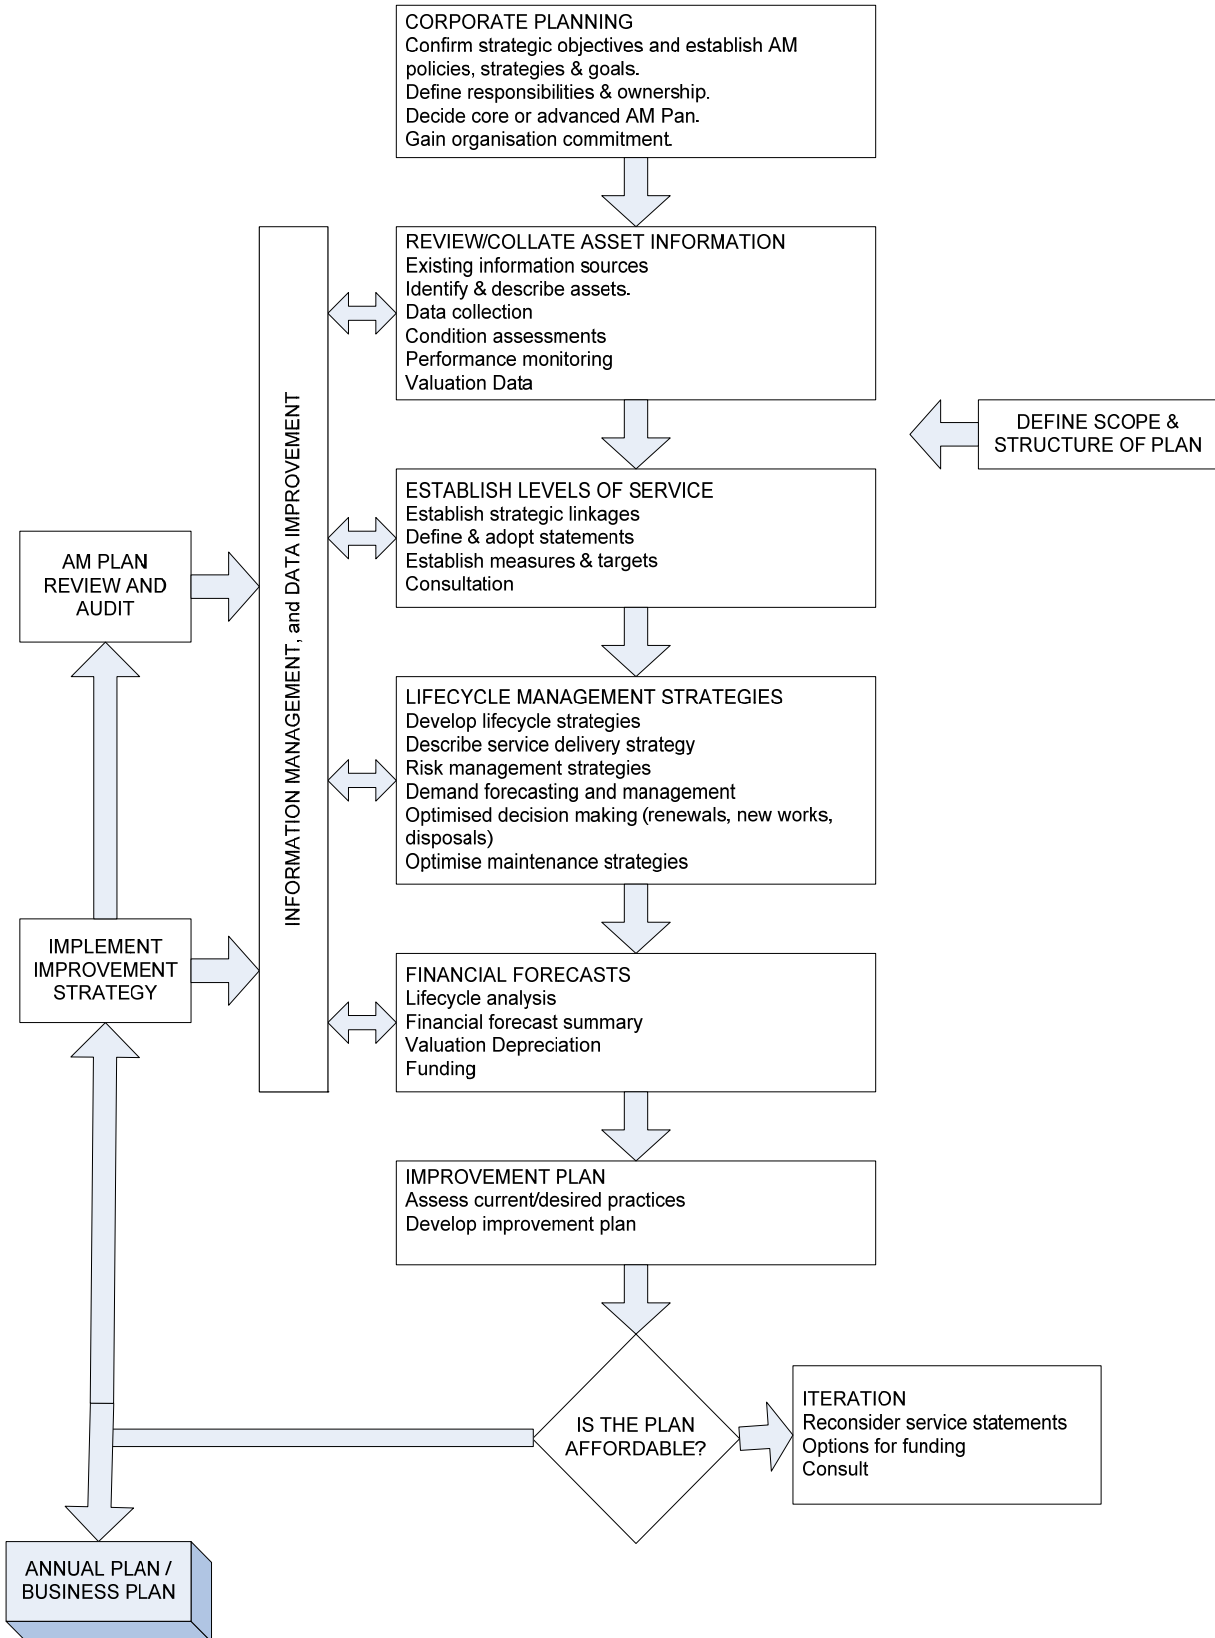 CORPORATE PLANNING
Confirm strategic objectives and establish AM
policies, strategies & goals.
Define responsibilities & ownership.
Decide core or advanced AM Pan.
Gain organisation commitment.
REVIEW/COLLATE ASSET INFORMATION
Existing information sources
Identify & describe assets.
Data collection
Condition assessments
Performance monitoring
Valuation Data
DEFINE SCOPE &
STRUCTURE OF PLAN
INFORMATION MANAGEMENT, and DATA IMPROVEMENT
ESTABLISH LEVELS OF SERVICE
Establish strategic linkages
Define & adopt statements
Establish measures & targets
Consultation
AM PLAN
REVIEW AND
AUDIT
LIFECYCLE MANAGEMENT STRATEGIES
Develop lifecycle strategies
Describe service delivery strategy
Risk management strategies
Demand forecasting and management
Optimised decision making (renewals, new works,
disposals)
Optimise maintenance strategies
IMPLEMENT
IMPROVEMENT
STRATEGY
FINANCIAL FORECASTS
Lifecycle analysis
Financial forecast summary
Valuation Depreciation
Funding
IMPROVEMENT PLAN
Assess current/desired practices
Develop improvement plan
IS THE PLAN
AFFORDABLE?
ITERATION
Reconsider service statements
Options for funding
Consult
ANNUAL PLAN /
BUSINESS PLAN